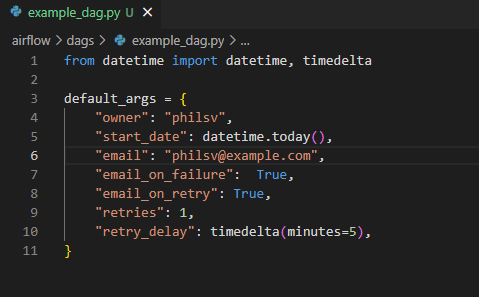 example_dag.py U ×
airflow > dags > example_dag.py > ...
1 from datetime import datetime, timedelta
2
3 default_args = {
4     "owner": "philsv",
5     "start_date": datetime.today(),
6     "email": "philsv@example.com",
7     "email_on_failure":  True,
8     "email_on_retry": True,
9     "retries": 1,
10     "retry_delay": timedelta(minutes=5),
11 }